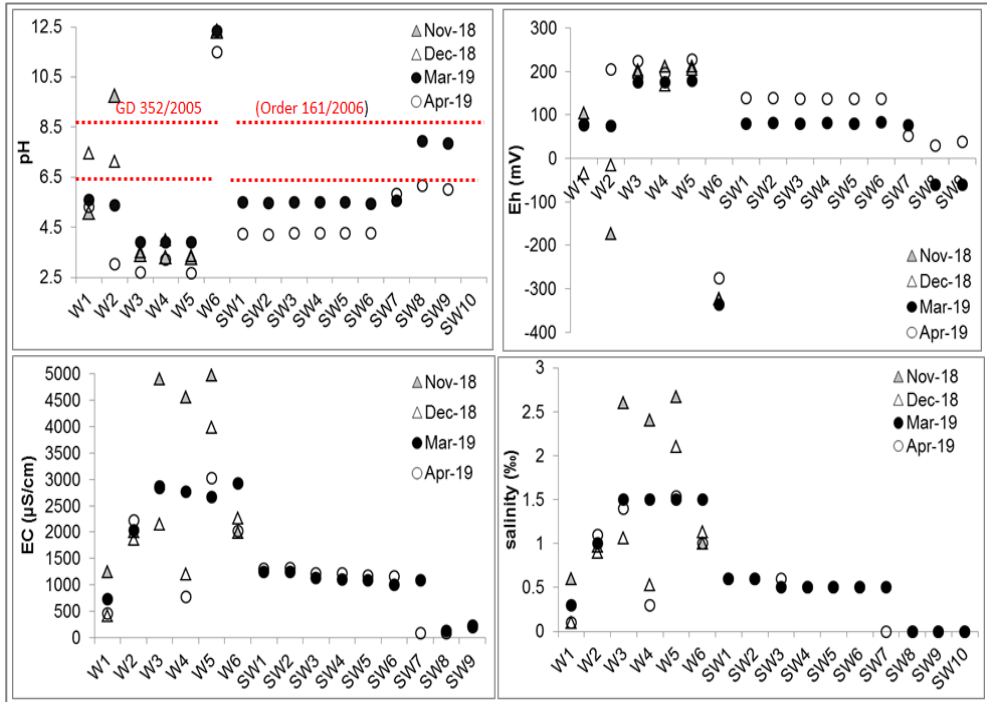 12.5
10.5
8.5
6.5
4.5
2.5
pH
GD 352/2005
(Order 161/2006)
Nov-18
Dec-18
Mar-19
Apr-19
W1 W2 W3 W4 W5 W6 SW1 SW2 SW3 SW4 SW5 SW6 SW7 SW8 SW9 SW10
300
200
100
0
-100
-200
-300
-400
Eh (mV)
W1 W2 W3 W4 W5 W6 SW1 SW2 SW3 SW4 SW5 SW6 SW7
Nov-18
Dec-18
Mar-19
Apr-19
5000
4500
4000
3500
3000
2500
2000
1500
1000
500
0
EC (µS/cm)
Nov-18
Dec-18
Mar-19
Apr-19
W1 W2 W3 W4 W5 W6 SW1 SW2 SW3 SW4 SW5 SW6 SW7 SW8 SW9
3
2.5
2
1.5
1
0.5
0
salinity (‰)
Nov-18
Dec-18
Mar-19
Apr-19
W1 W2 W3 W4 W5 W6 SW1 SW2 SW3 SW4 SW5 SW6 SW7 SW8 SW9 SW10